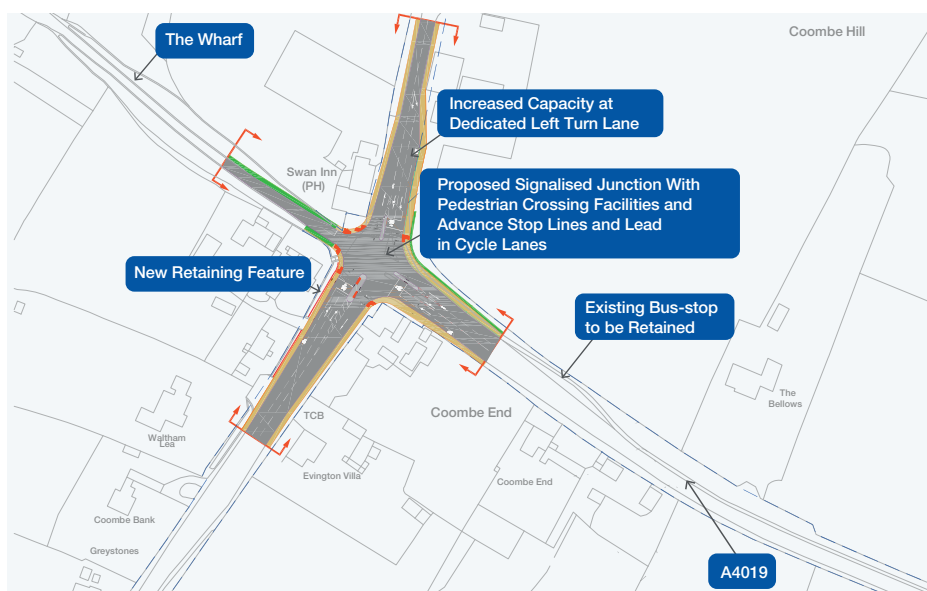 The Wharf
Coombe Hill
Increased Capacity at
Dedicated Left Turn Lane
Swan Inn
(PH)
Proposed Signalised Junction With
Pedestrian Crossing Facilities and
Advance Stop Lines and Lead
in Cycle Lanes
New Retaining Feature
Existing Bus-stop
to be Retained
The
Bellows
Coombe End
TCB
Waltham
Lea
Evington Villa
Coombe End
Coombe Bank
Greystones
A4019